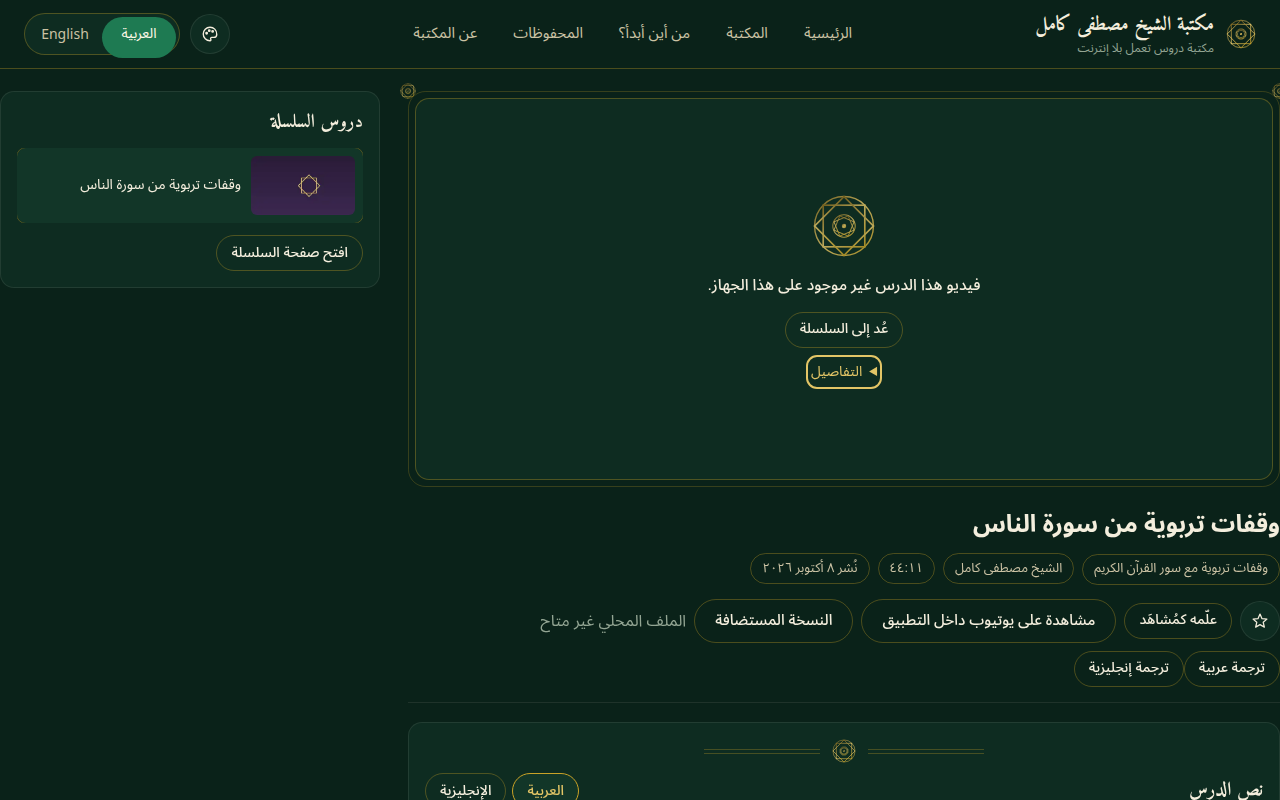 مكتبة الشيخ مصطفى كامل
مكتبة دروس تعمل بلا إنترنت
الرئيسية
المكتبة
من أين أبدأ؟
المحفوظات
عن المكتبة
العربية
English
فيديو هذا الدرس غير موجود على هذا الجهاز.
عُد إلى السلسلة
التفاصيل
وقفات تربوية من سورة الناس
وقفات تربوية مع سور القرآن الكريم
الشيخ مصطفى كامل
٤٤:١١
نُشر ٨ أكتوبر ٢٠٢٦
علّمه كمُشاهَد
مشاهدة على يوتيوب داخل التطبيق
النسخة المستضافة
الملف المحلي غير متاح
ترجمة عربية
ترجمة إنجليزية
نص الدرس
العربية
الإنجليزية
دروس السلسلة
وقفات تربوية من سورة الناس
افتح صفحة السلسلة